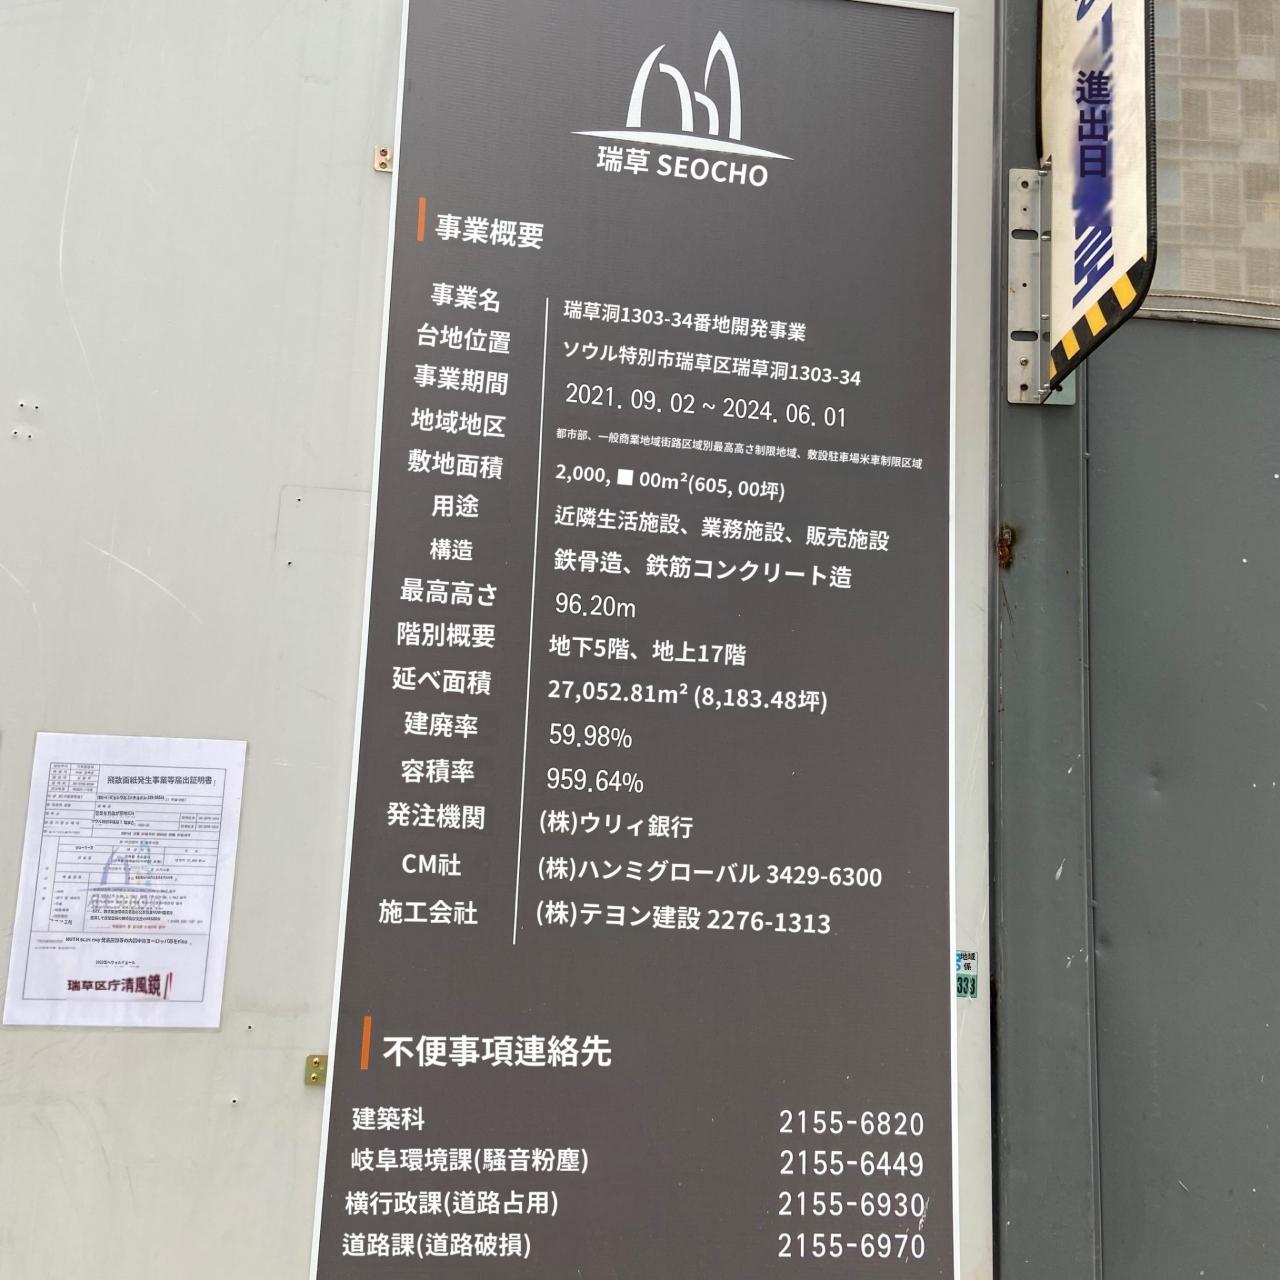 瑞草 SEOCHO
事業概要
事業名 瑞草洞1303-34番地開発事業
台地位置 ソウル特別市瑞草区瑞草洞1303-34
事業期間 2021. 09. 02 ~ 2024. 06. 01
地域地区 都市部、一般商業地域街路区域別最高高さ制限地域、敷設駐車場米車制限区域
敷地面積 2,000, ■ 00m²(605, 00坪)
用途 近隣生活施設、業務施設、販売施設
構造 鉄骨造、鉄筋コンクリート造
最高高さ 96.20m
階別概要 地下5階、地上17階
延べ面積 27,052.81m² (8,183.48坪)
建廃率 59.98%
容積率 959.64%
発注機関 (株)ウリィ銀行
CM社 (株)ハンミグローバル 3429-6300
施工会社 (株)テヨン建設 2276-1313
不便事項連絡先
建築科 2155-6820
岐阜環境課(騒音粉塵) 2155-6449
横行政課(道路占用) 2155-6930
道路課(道路破損) 2155-6970
進出日
飛散面紙発生事業等届出証明書
瑞草区庁清風鏡
地域
係
333